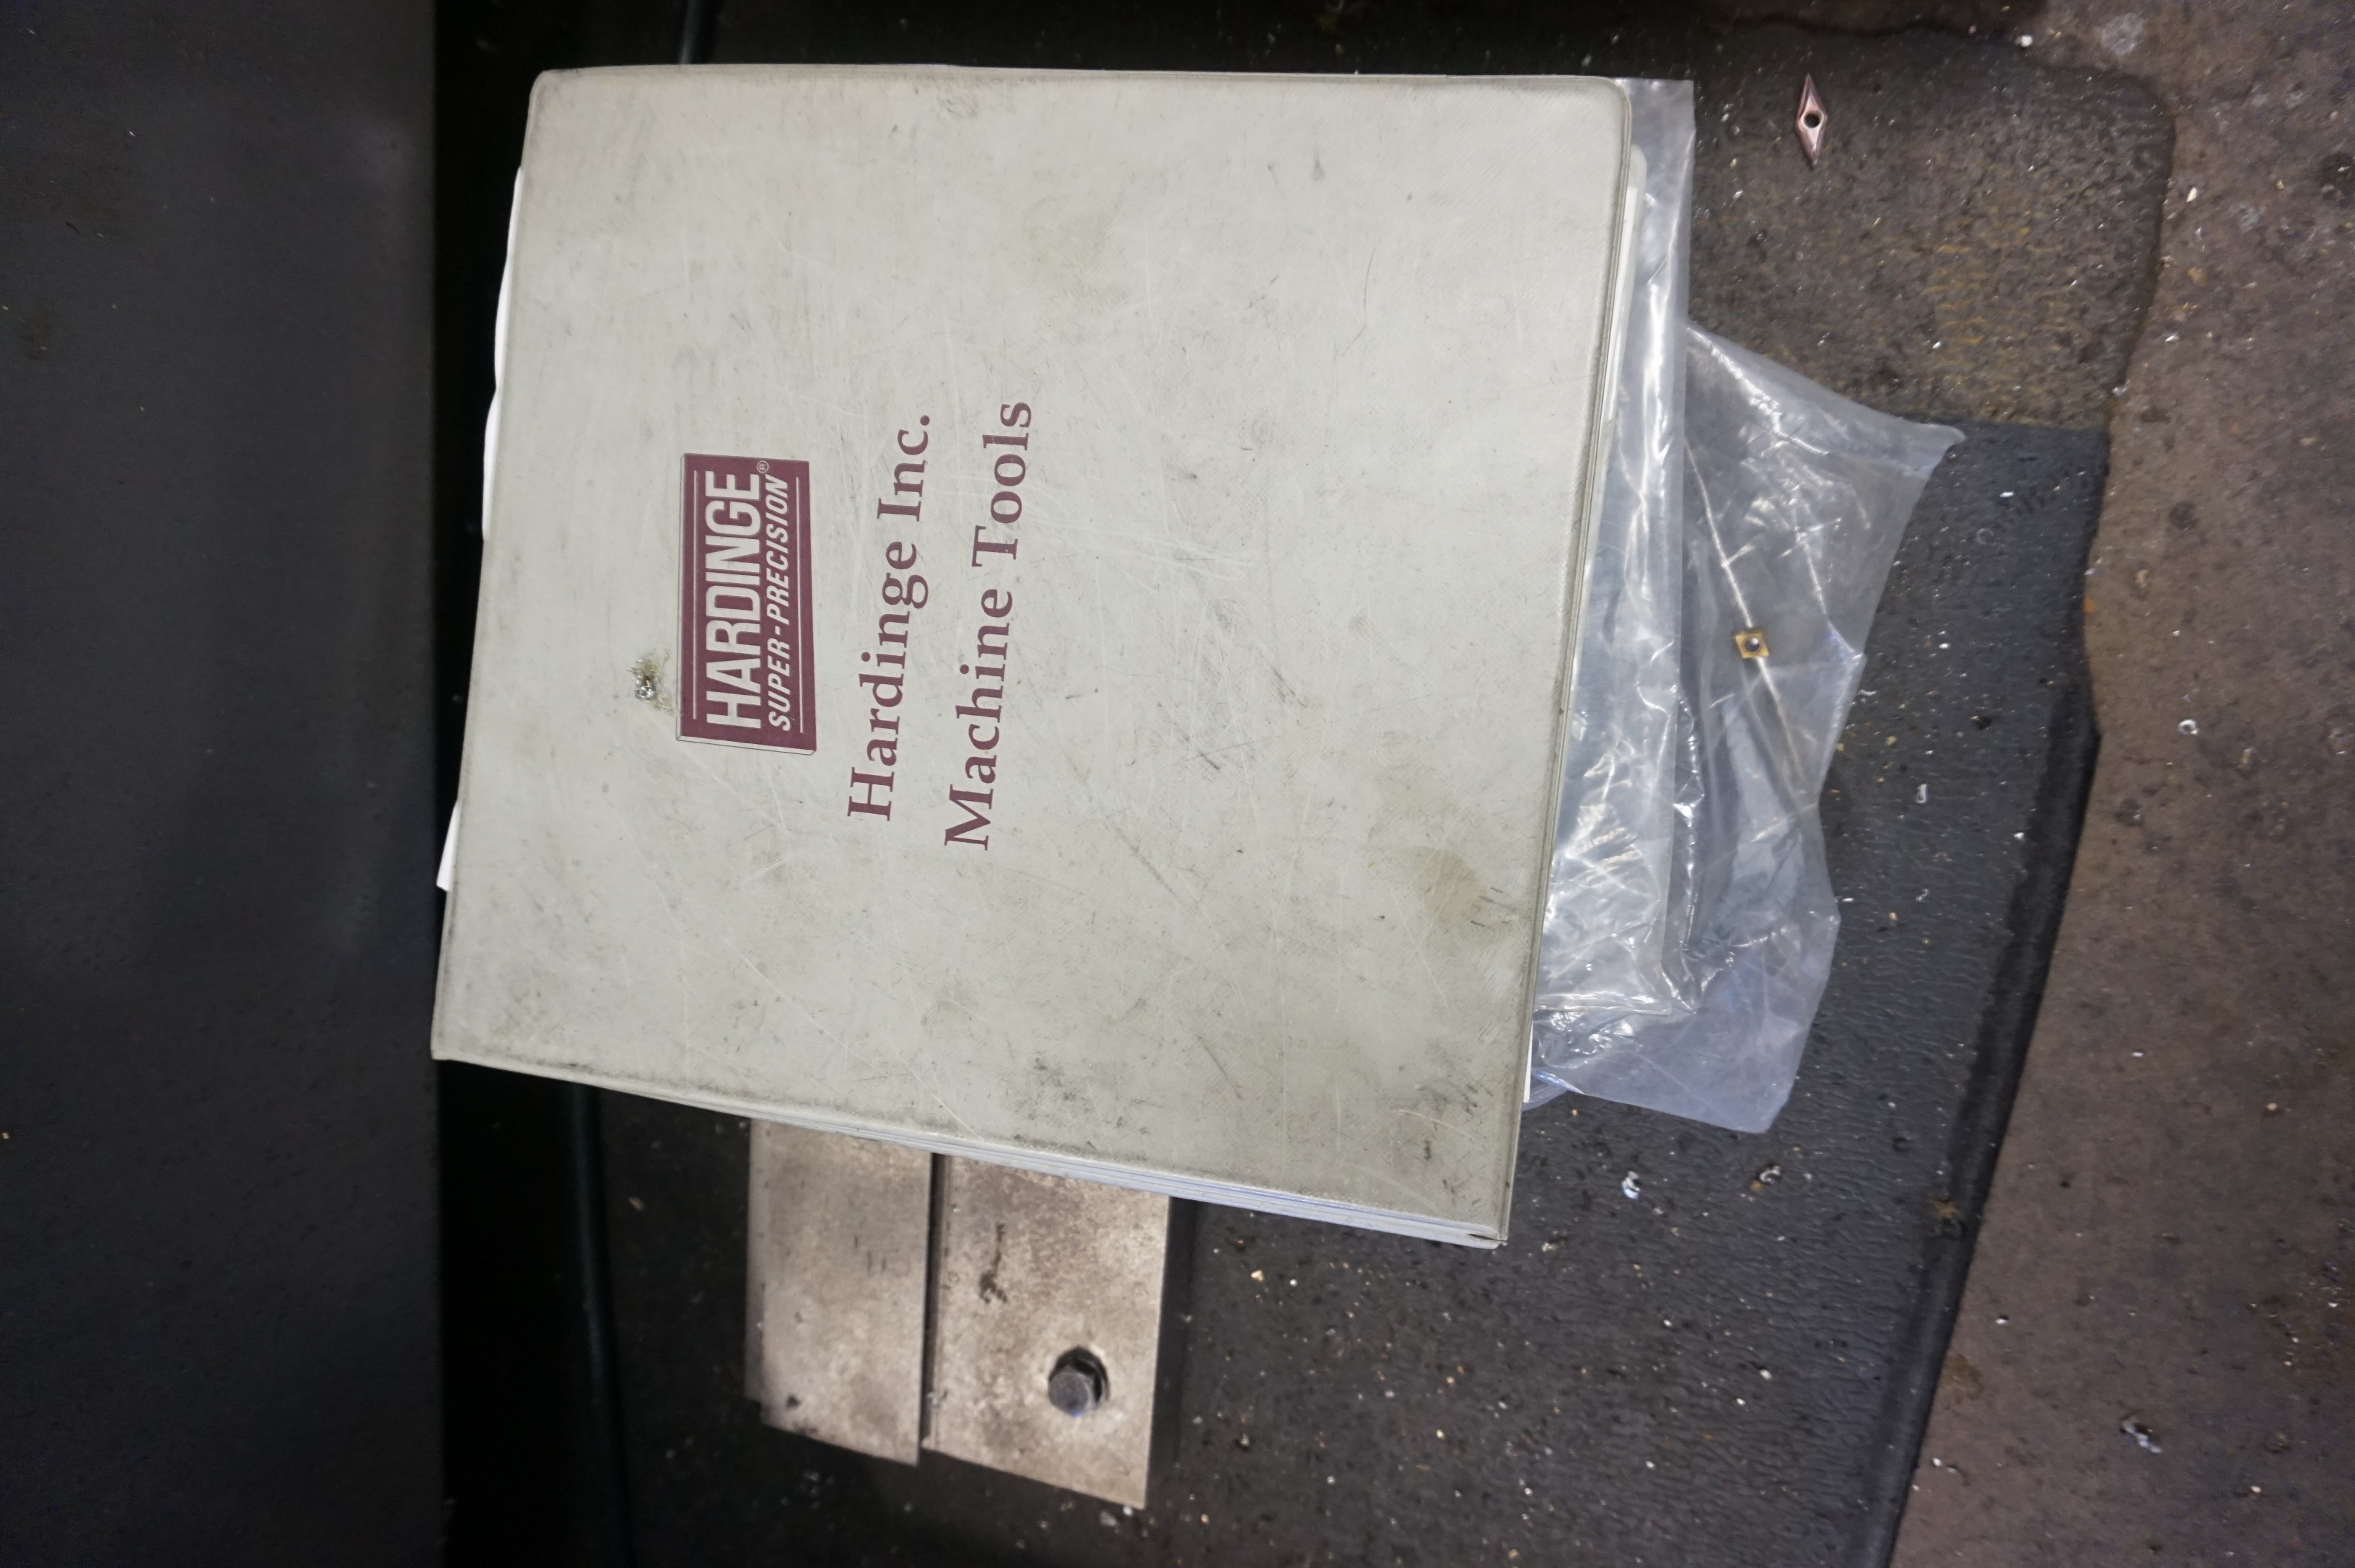 HARDINGE®
SUPER-PRECISION
Hardinge Inc.
Machine Tools